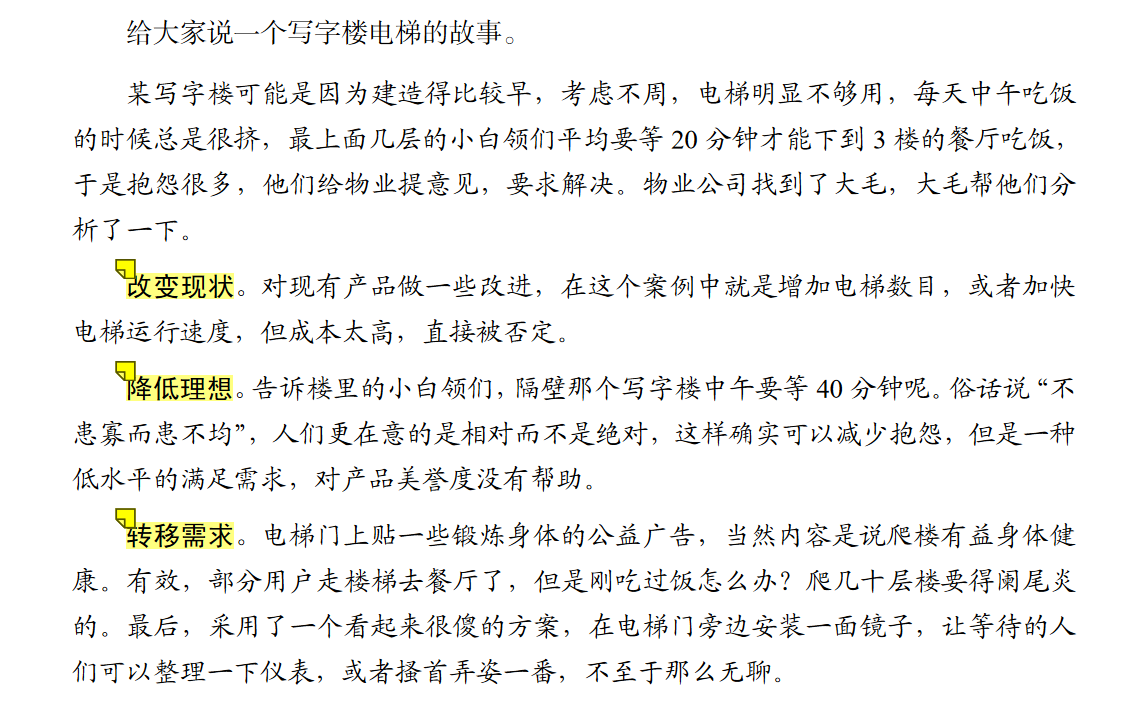 给大家说一个写字楼电梯的故事。
某写字楼可能是因为建造得比较早，考虑不周，电梯明显不够用，每天中午吃饭
的时候总是很挤，最上面几层的小白领们平均要等 20 分钟才能下到 3 楼的餐厅吃饭，
于是抱怨很多，他们给物业提意见，要求解决。物业公司找到了大毛，大毛帮他们分
析了一下。
改变现状。对现有产品做一些改进，在这个案例中就是增加电梯数目，或者加快
电梯运行速度，但成本太高，直接被否定。
降低理想。告诉楼里的小白领们，隔壁那个写字楼中午要等 40 分钟呢。俗话说“不
患寡而患不均”，人们更在意的是相对而不是绝对，这样确实可以减少抱怨，但是一种
低水平的满足需求，对产品美誉度没有帮助。
转移需求。电梯门上贴一些锻炼身体的公益广告，当然内容是说爬楼有益身体健
康。有效，部分用户走楼梯去餐厅了，但是刚吃过饭怎么办？爬几十层楼要得阑尾炎
的。最后，采用了一个看起来很傻的方案，在电梯门旁边安装一面镜子，让等待的人
们可以整理一下仪表，或者搔首弄姿一番，不至于那么无聊。